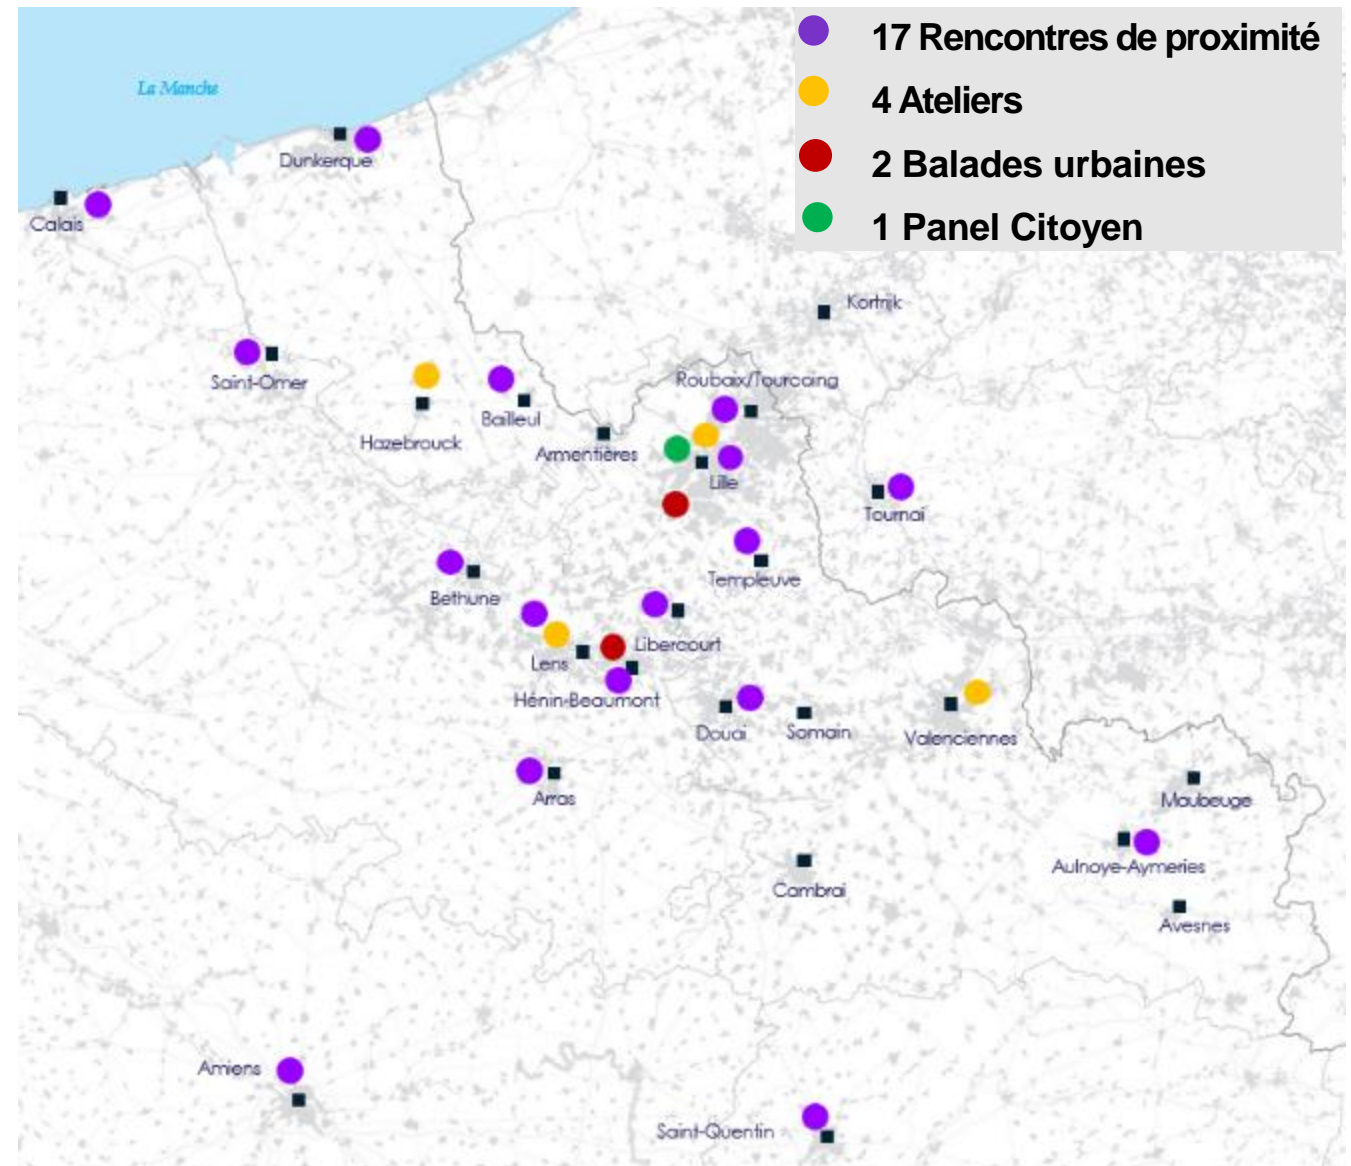 17 Rencontres de proximité
4 Ateliers
2 Balades urbaines
1 Panel Citoyen
La Manche
Dunkerque
Calais
Kortrijk
Saint-Omer
Roubaix/Tourcoing
Bailleul
Hazebrouck
Armentières
Lille
Tournai
Templeuve
Bethune
Libercourt
Lens
Hénin-Beaumont
Douai
Somain
Valenciennes
Arras
Maubeuge
Aulnoye-Aymeries
Cambrai
Avesnes
Amiens
Saint-Quentin